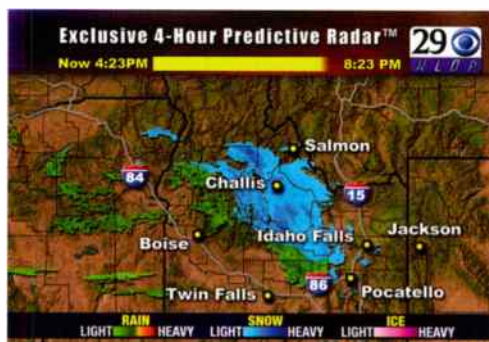 Exclusive 4-Hour Predictive Radar™
29
Now 4:23PM
8:23 PM
Salmon
84
Challis
15
Boise
Idaho Falls
Jackson
86
Twin Falls
Pocatello
RAIN
SNOW
ICE
LIGHT HEAVY
LIGHT HEAVY
LIGHT HEAVY